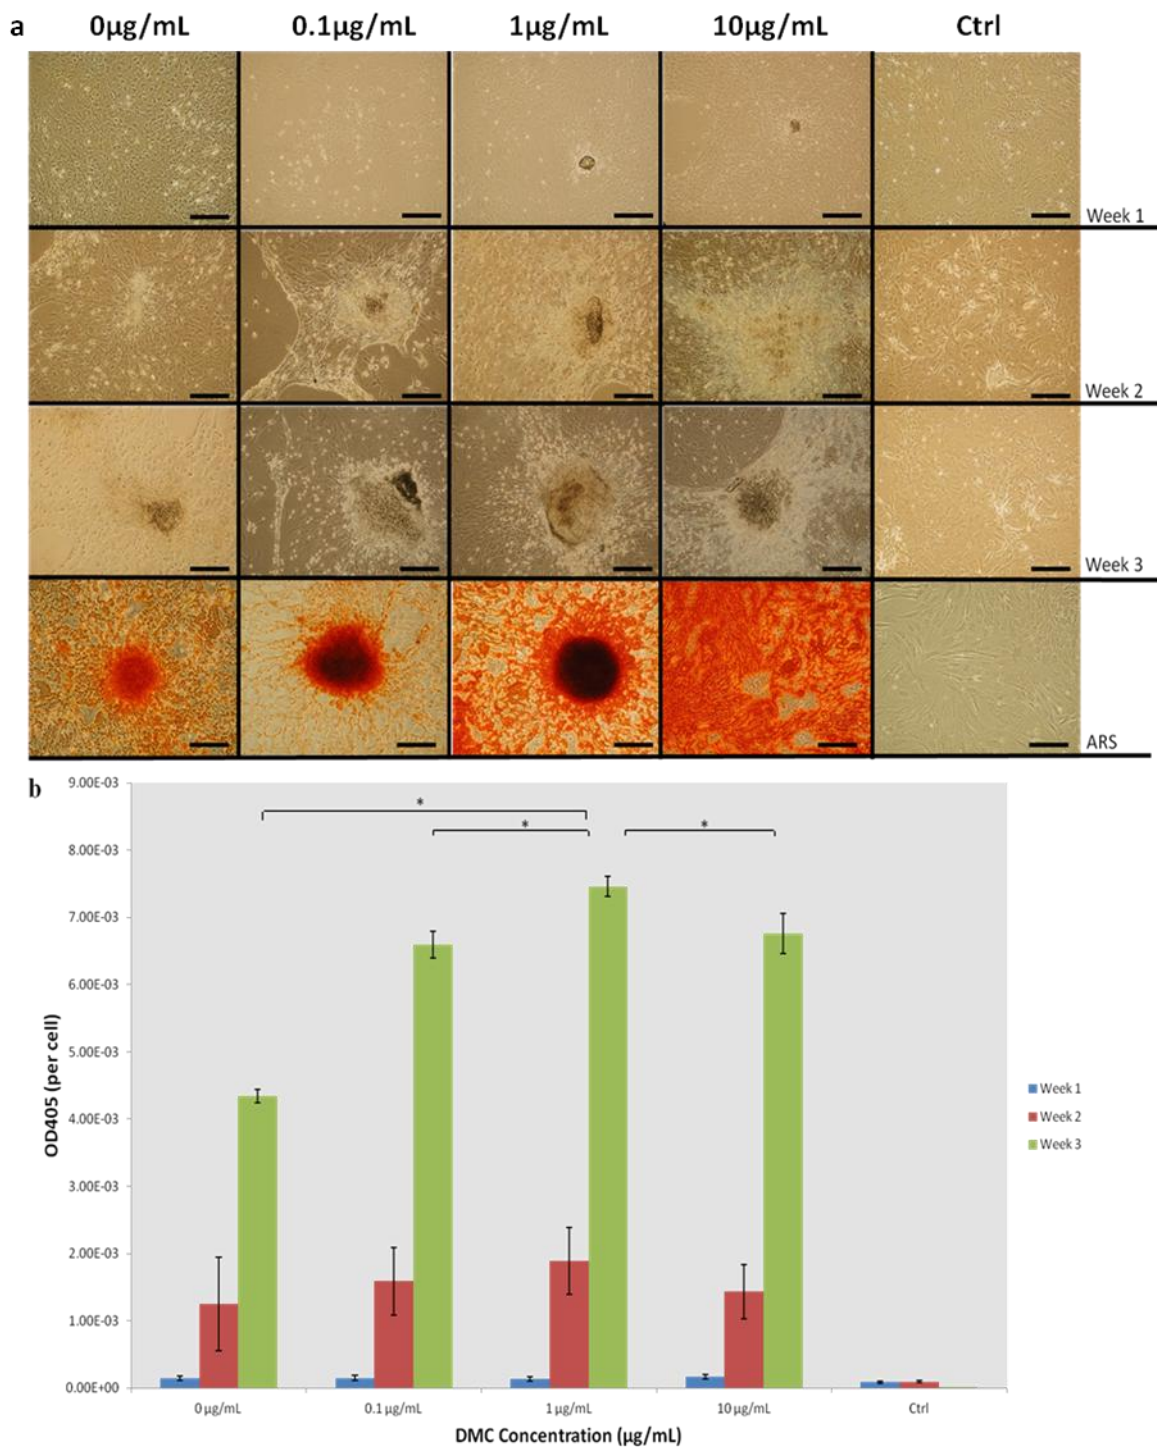 a
0µg/mL 0.1µg/mL 1µg/mL 10µg/mL Ctrl
Week 1
Week 2
Week 3
ARS
b
9.00E-03
8.00E-03
7.00E-03
6.00E-03
5.00E-03
4.00E-03
3.00E-03
2.00E-03
1.00E-03
0.00E+00
OD405 (per cell)
*
* *
Week 1
Week 2
Week 3
0 µg/mL 0.1 µg/mL 1 µg/mL 10 µg/mL Ctrl
DMC Concentration (µg/mL)